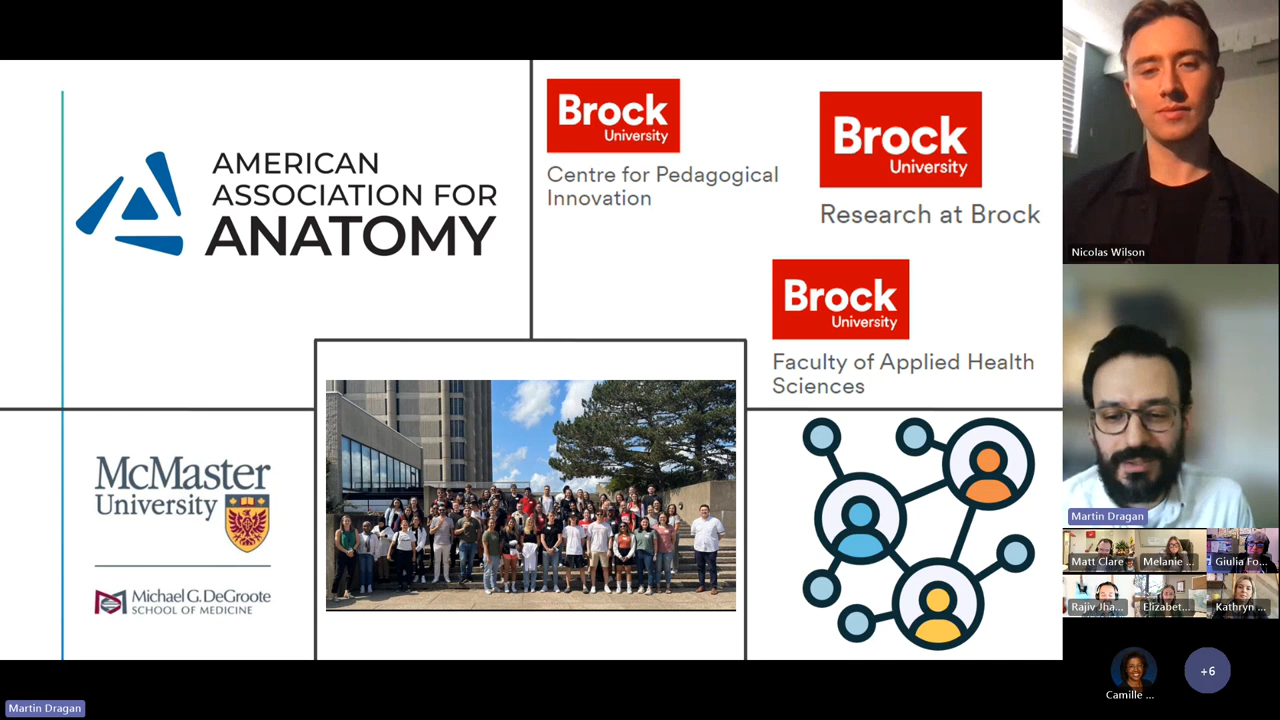 AMERICAN
ASSOCIATION FOR
ANATOMY
Brock
University
Centre for Pedagogical
Innovation
Brock
University
Research at Brock
Brock
University
Faculty of Applied Health
Sciences
McMaster
University
Michael G. DeGroote
SCHOOL OF MEDICINE
Nicolas Wilson
Martin Dragan
Matt Clare
Melanie ...
Giulia Fo...
Rajiv Jha...
Elizabet...
Kathryn ...
Camille ...
+6
Martin Dragan